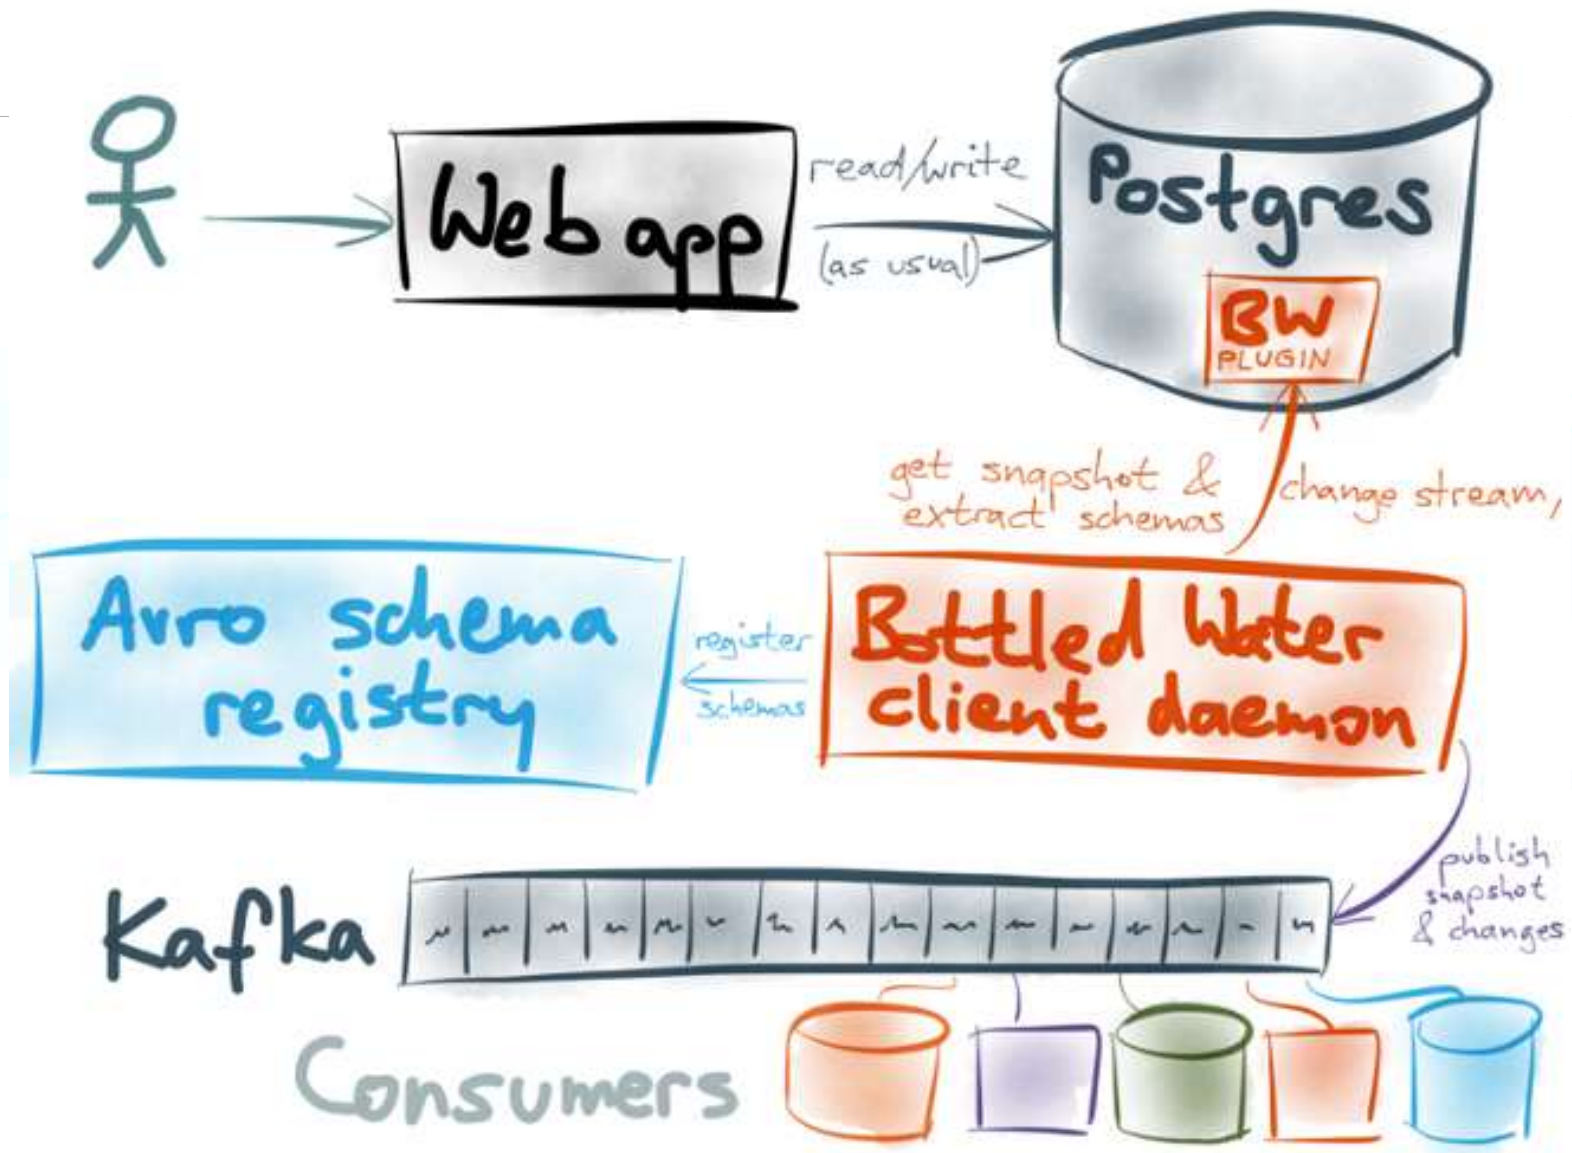 Web app
read/write
(as usual)
Postgres
BW
PLUGIN
get snapshot &
extract schemas
change stream,
Avro schema
registry
register
schemas
Bottled Water
client daemon
publish
snapshot
& changes
Kafka
Consumers